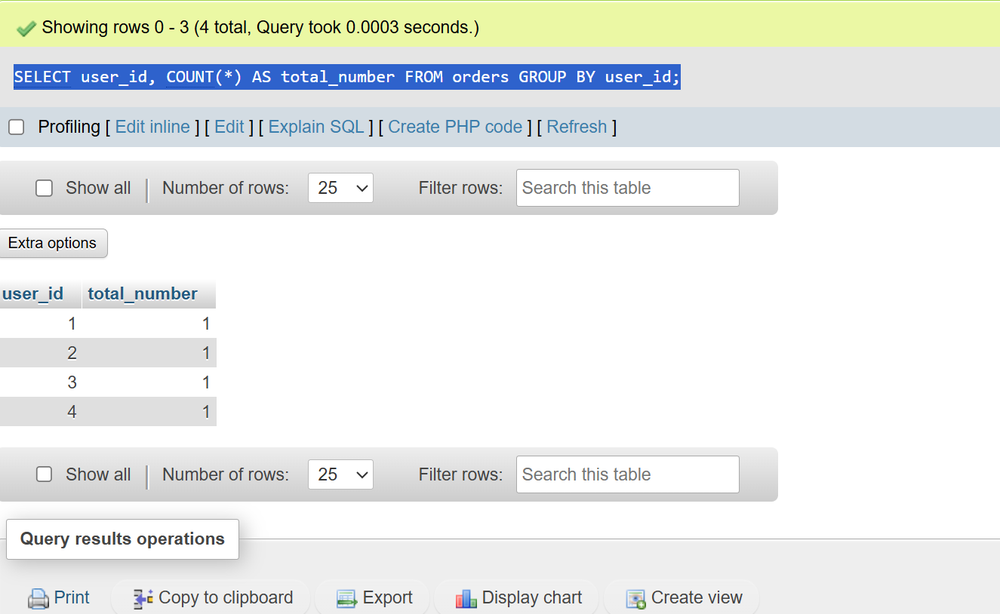 Showing rows 0 - 3 (4 total, Query took 0.0003 seconds.)
SELECT user_id, COUNT(*) AS total_number FROM orders GROUP BY user_id;
Profiling [ Edit inline ] [ Edit ] [ Explain SQL ] [ Create PHP code ] [ Refresh ]
Show all Number of rows: 25 Filter rows: Search this table
Extra options
user_id total_number
1 1
2 1
3 1
4 1
Show all Number of rows: 25 Filter rows: Search this table
Query results operations
Print Copy to clipboard Export Display chart Create view